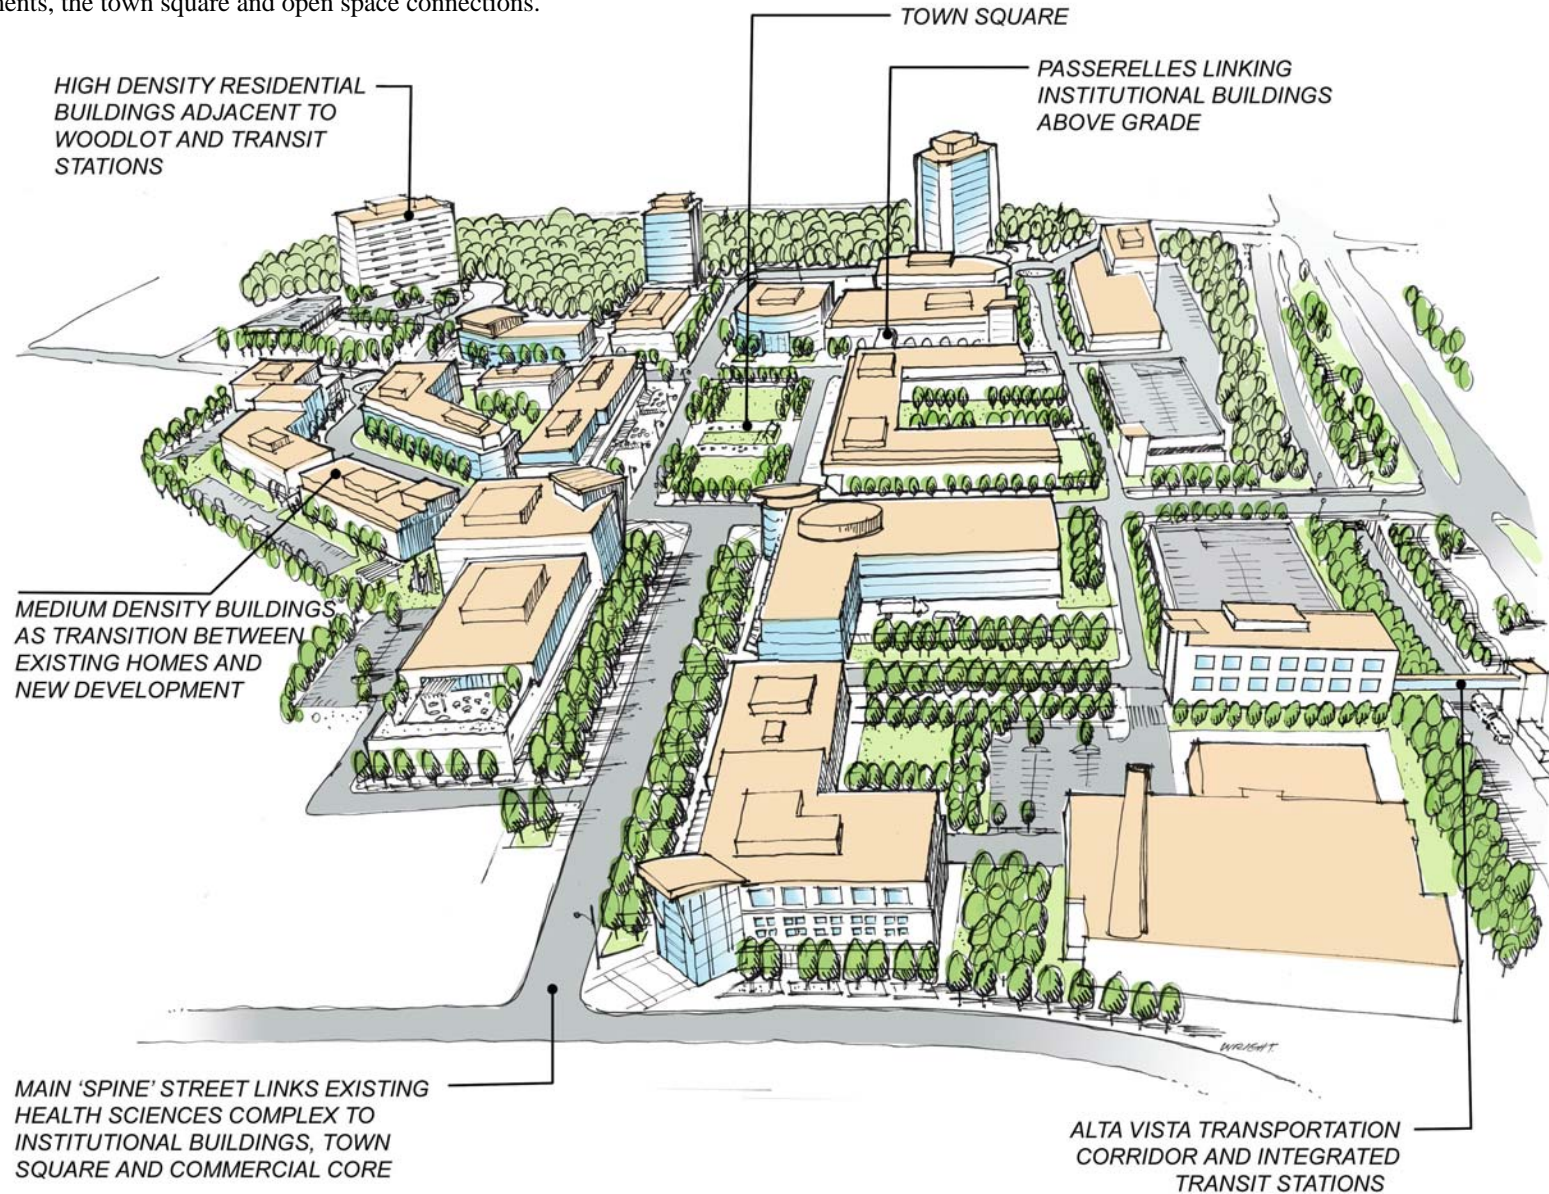 ments, the town square and open space connections.
TOWN SQUARE
HIGH DENSITY RESIDENTIAL
BUILDINGS ADJACENT TO
WOODLOT AND TRANSIT
STATIONS
PASSERELLES LINKING
INSTITUTIONAL BUILDINGS
ABOVE GRADE
MEDIUM DENSITY BUILDINGS
AS TRANSITION BETWEEN
EXISTING HOMES AND
NEW DEVELOPMENT
WRIGHT.
MAIN ‘SPINE’ STREET LINKS EXISTING
HEALTH SCIENCES COMPLEX TO
INSTITUTIONAL BUILDINGS, TOWN
SQUARE AND COMMERCIAL CORE
ALTA VISTA TRANSPORTATION
CORRIDOR AND INTEGRATED
TRANSIT STATIONS